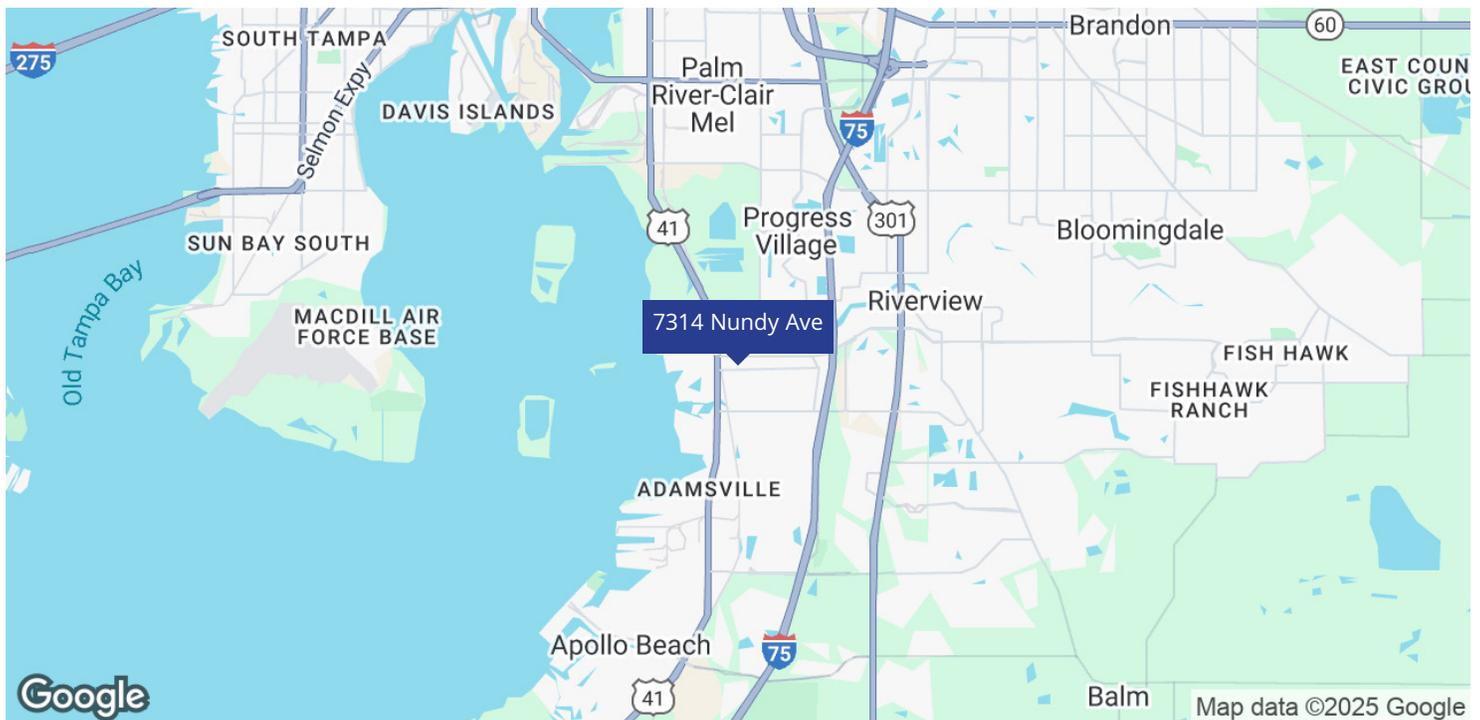 Brandon
60
275
SOUTH TAMPA
EAST COUN
CIVIC GROU
Palm
River-Clair
Mel
Selmon Expy
DAVIS ISLANDS
75
41
Progress
Village
301
Bloomingdale
SUN BAY SOUTH
Old Tampa Bay
MACDILL AIR
FORCE BASE
7314 Nundy Ave
Riverview
FISH HAWK
FISHHAWK
RANCH
ADAMSVILLE
Apollo Beach
75
41
Balm
Google
Map data ©2025 Google